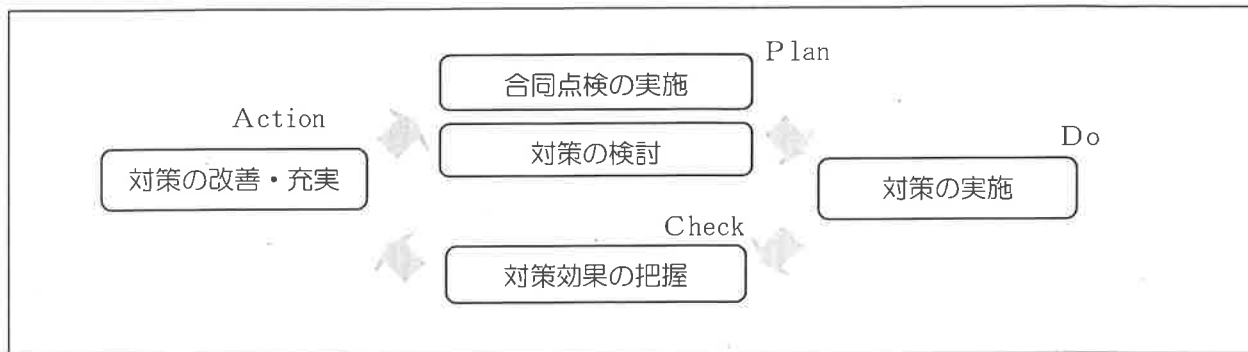 Plan
合同点検の実施
Action
対策の検討
Do
対策の改善・充実
対策の実施
Check
対策効果の把握